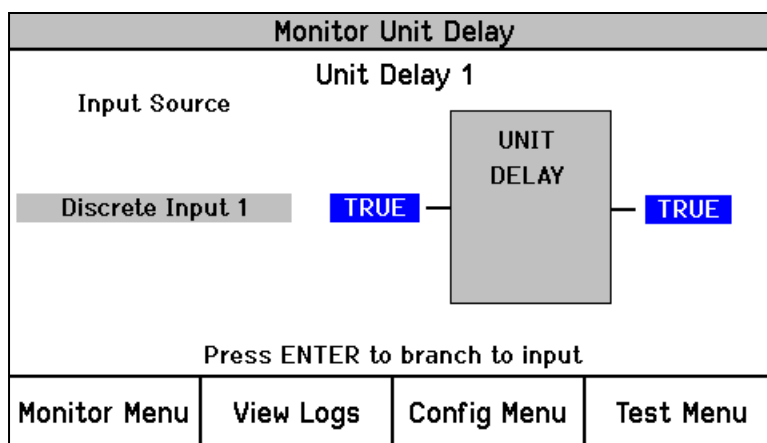 Monitor Unit Delay
Unit Delay 1
Input Source
UNIT
DELAY
Discrete Input 1 TRUE TRUE
Press ENTER to branch to input
Monitor Menu View Logs Config Menu Test Menu